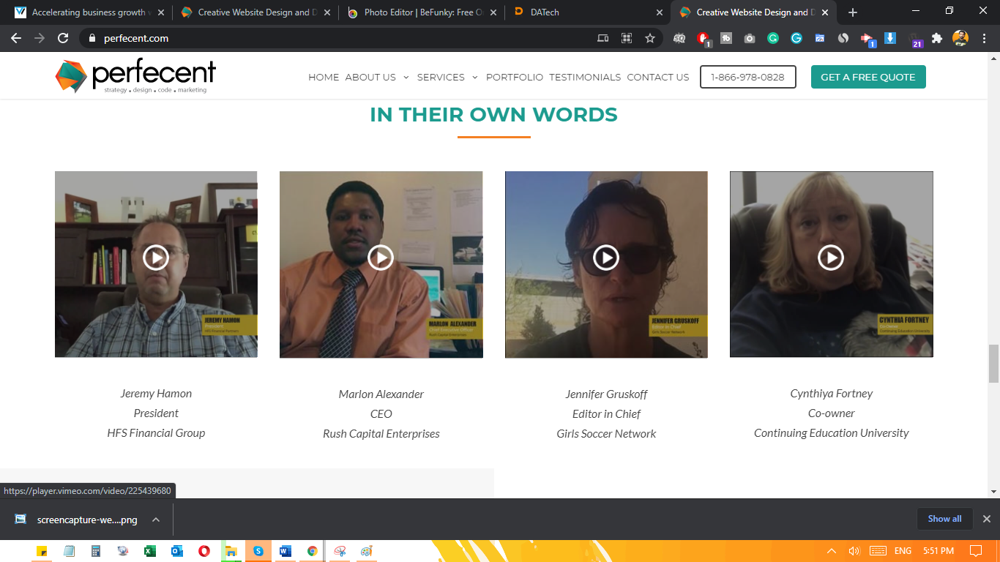 Accelerating business growth w
Creative Website Design and D
Photo Editor | BeFunky: Free O
DATech
Creative Website Design and D
perfecent.com
1
1
21
perfecent
strategy • design • code • marketing
HOME ABOUT US SERVICES PORTFOLIO TESTIMONIALS CONTACT US 1-866-978-0828 GET A FREE QUOTE
IN THEIR OWN WORDS
JEREMY HAMON
President
HFS Financial Partners
MARLON ALEXANDER
Chief Executive Officer
Rush Capital Enterprises
JENNIFER GRUSKOFF
Editor in Chief
Girls Soccer Network
CYNTHIA FORTNEY
Co-Owner
Continuing Education University
Jeremy Hamon
President
HFS Financial Group
Marlon Alexander
CEO
Rush Capital Enterprises
Jennifer Gruskoff
Editor in Chief
Girls Soccer Network
Cynthiya Fortney
Co-owner
Continuing Education University
https://player.vimeo.com/video/225439680
screencapture-we....png
Show all
ENG 5:51 PM